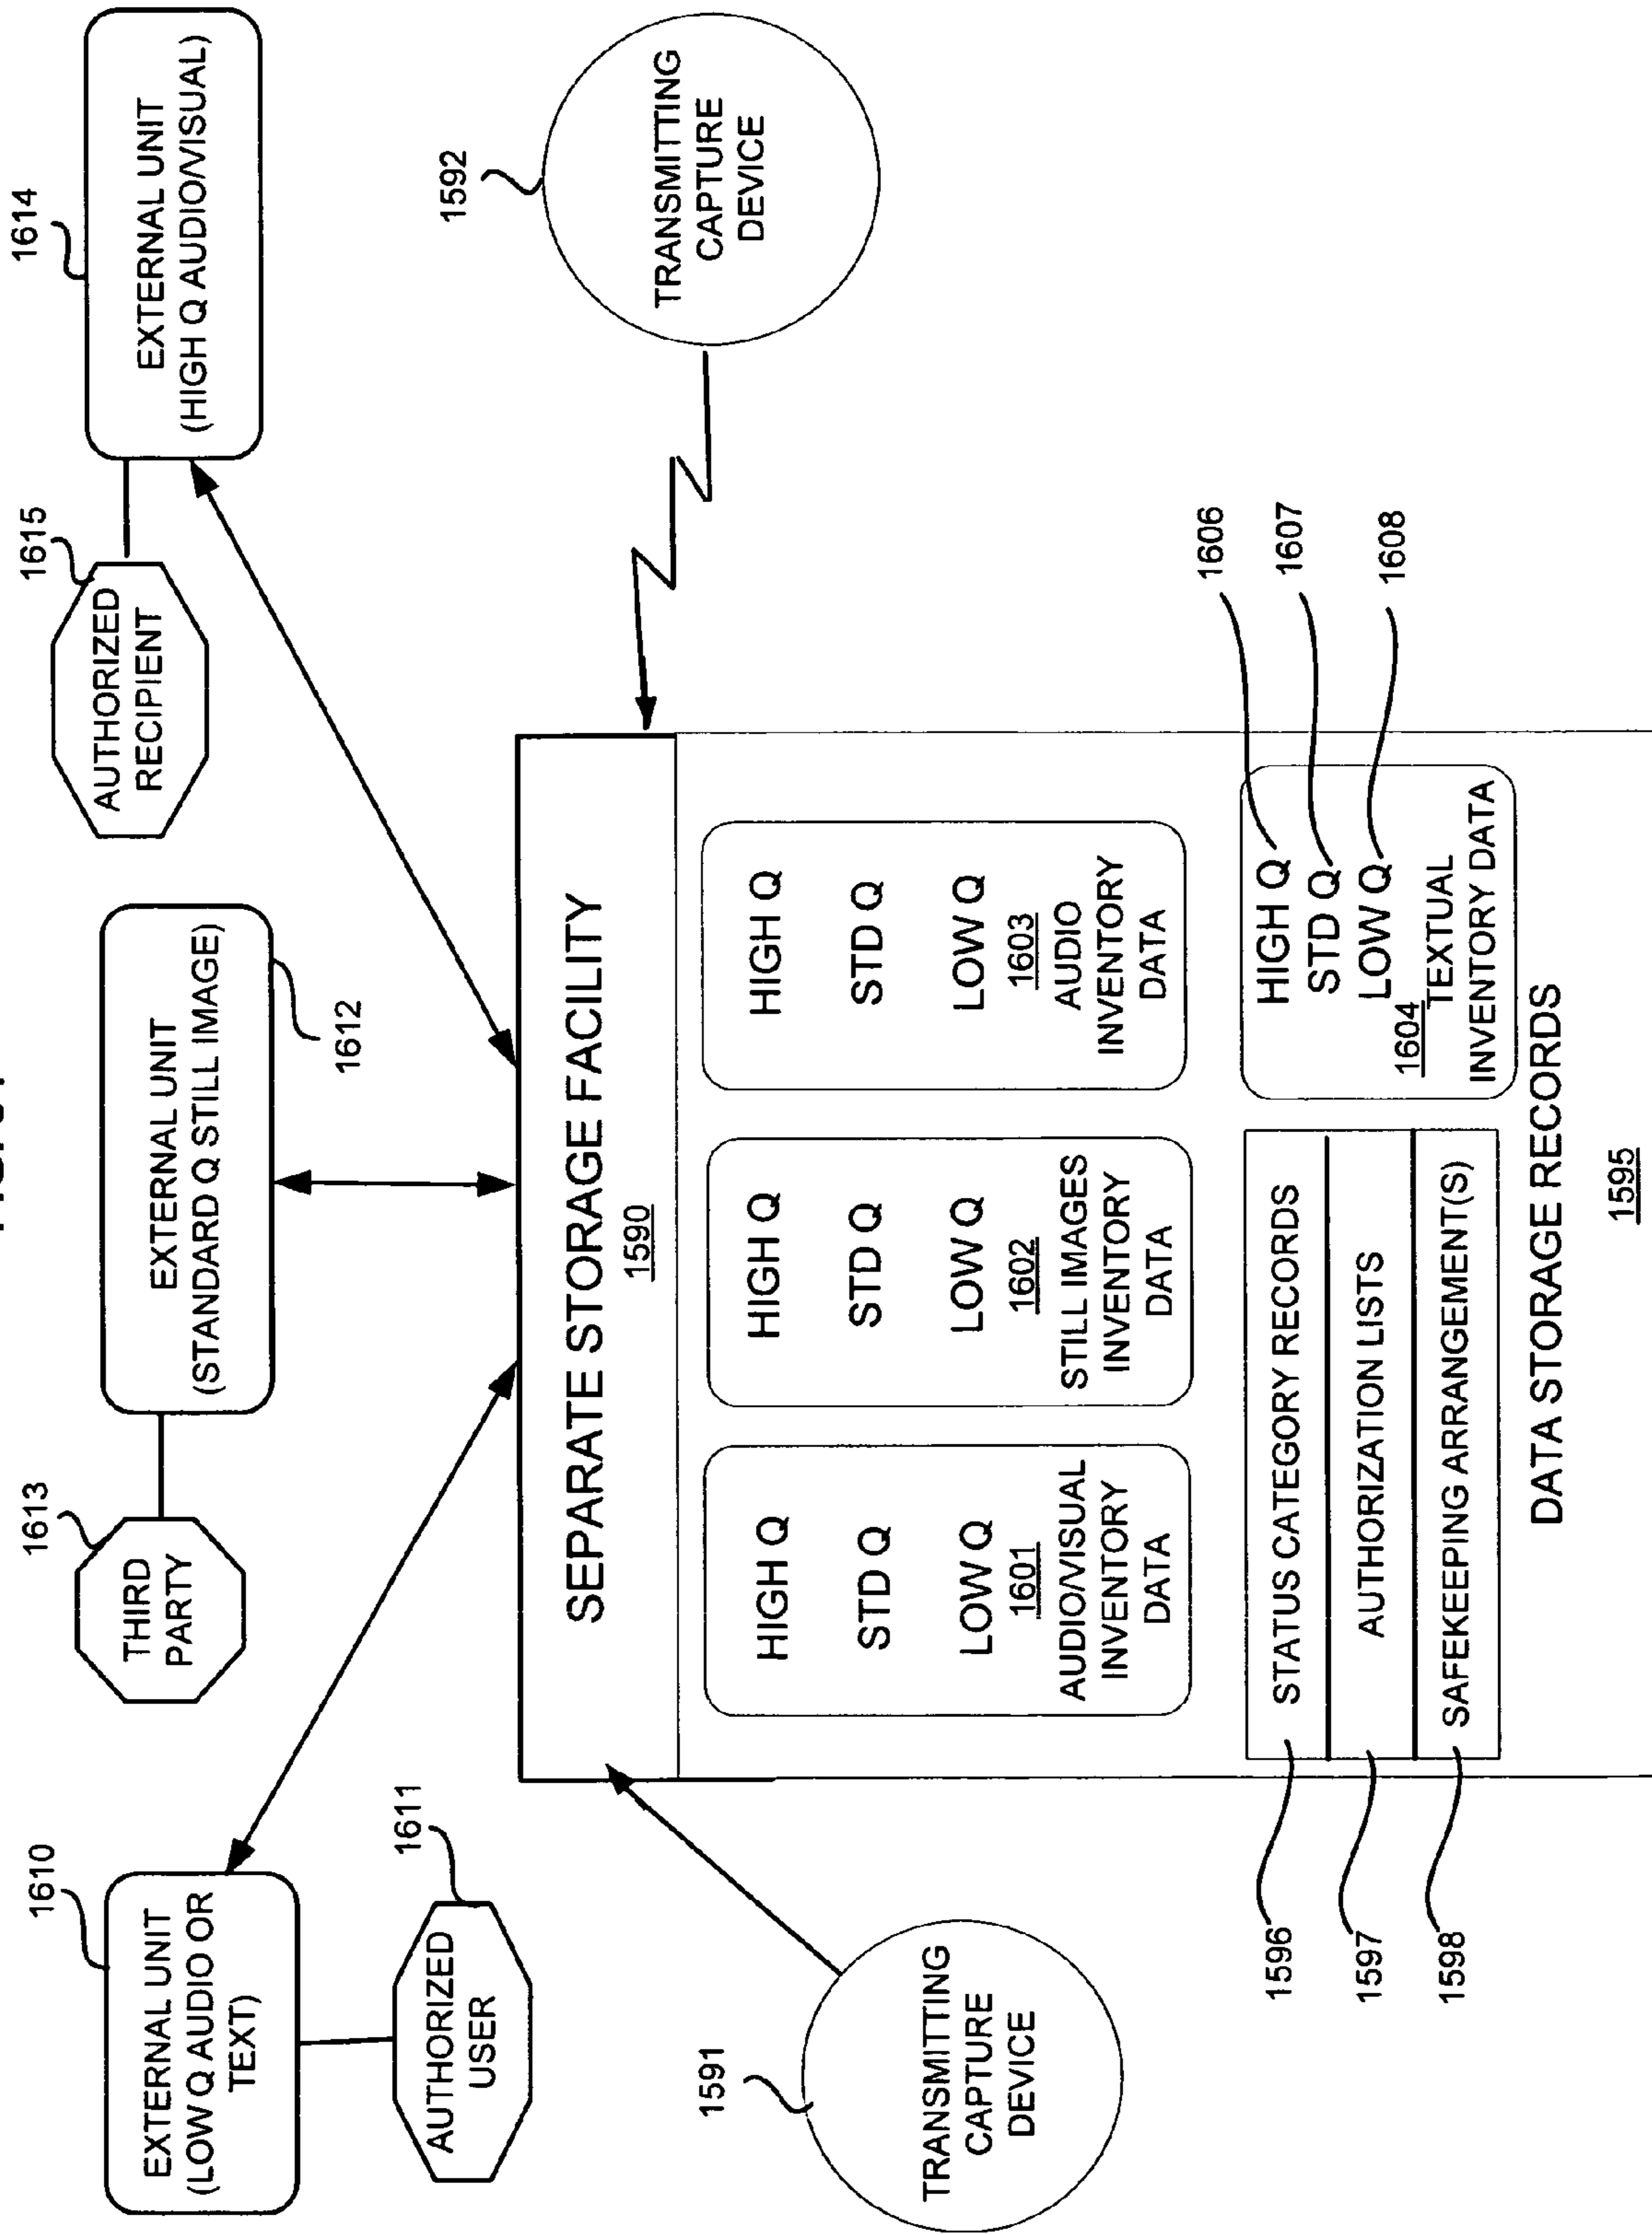 1610
EXTERNAL UNIT
(LOW Q AUDIO OR
TEXT)
1611
AUTHORIZED
USER
1613
THIRD
PARTY
EXTERNAL UNIT
(STANDARD Q STILL IMAGE)
1612
1615
AUTHORIZED
RECIPIENT
1614
EXTERNAL UNIT
(HIGH Q AUDIO/VISUAL)
1591
TRANSMITTING
CAPTURE
DEVICE
1592
TRANSMITTING
CAPTURE
DEVICE
SEPARATE STORAGE FACILITY
1590
HIGH Q
STD Q
LOW Q
1601
AUDIO/VISUAL
INVENTORY
DATA
HIGH Q
STD Q
LOW Q
1602
STILL IMAGES
INVENTORY
DATA
HIGH Q
STD Q
LOW Q
1603
AUDIO
INVENTORY
DATA
1596
STATUS CATEGORY RECORDS
1597
AUTHORIZATION LISTS
1598
SAFEKEEPING ARRANGEMENT(S)
HIGH Q
1606
STD Q
1607
LOW Q
1608
1604
TEXTUAL
INVENTORY DATA
DATA STORAGE RECORDS
1595